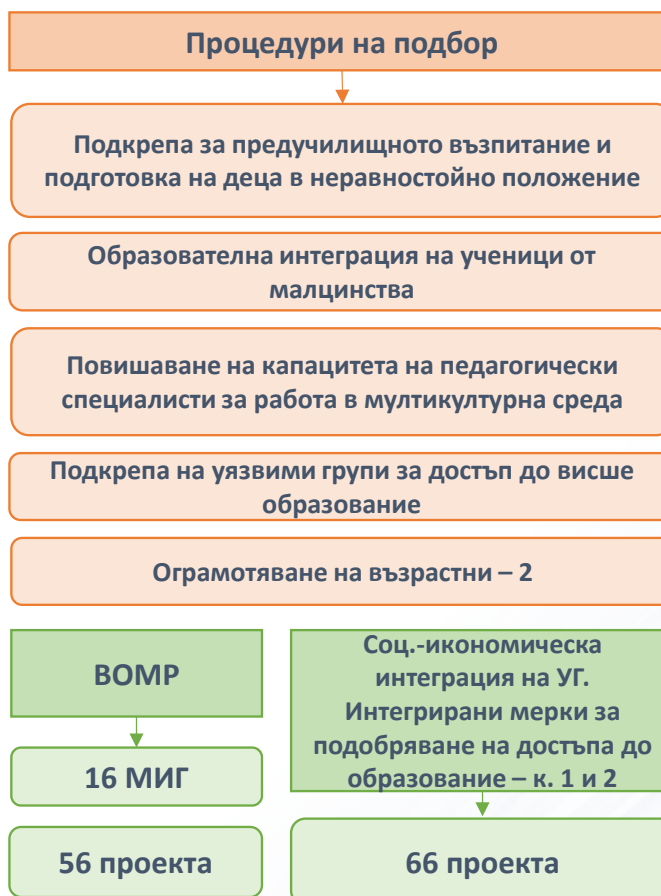 Процедури на подбор
Подкрепа за предучилищното възпитание и
подготовка на деца в неравностойно положение
Образователна интеграция на ученици от
малцинства
Повишаване на капацитета на педагогически
специалисти за работа в мултикултурна среда
Подкрепа на уязвими групи за достъп до висше
образование
Ограмотяване на възрастни – 2
ВОМР
16 МИГ
56 проекта
Соц.-икономическа
интеграция на УГ.
Интегрирани мерки за
подобряване на достъпа до
образование – к. 1 и 2
66 проекта